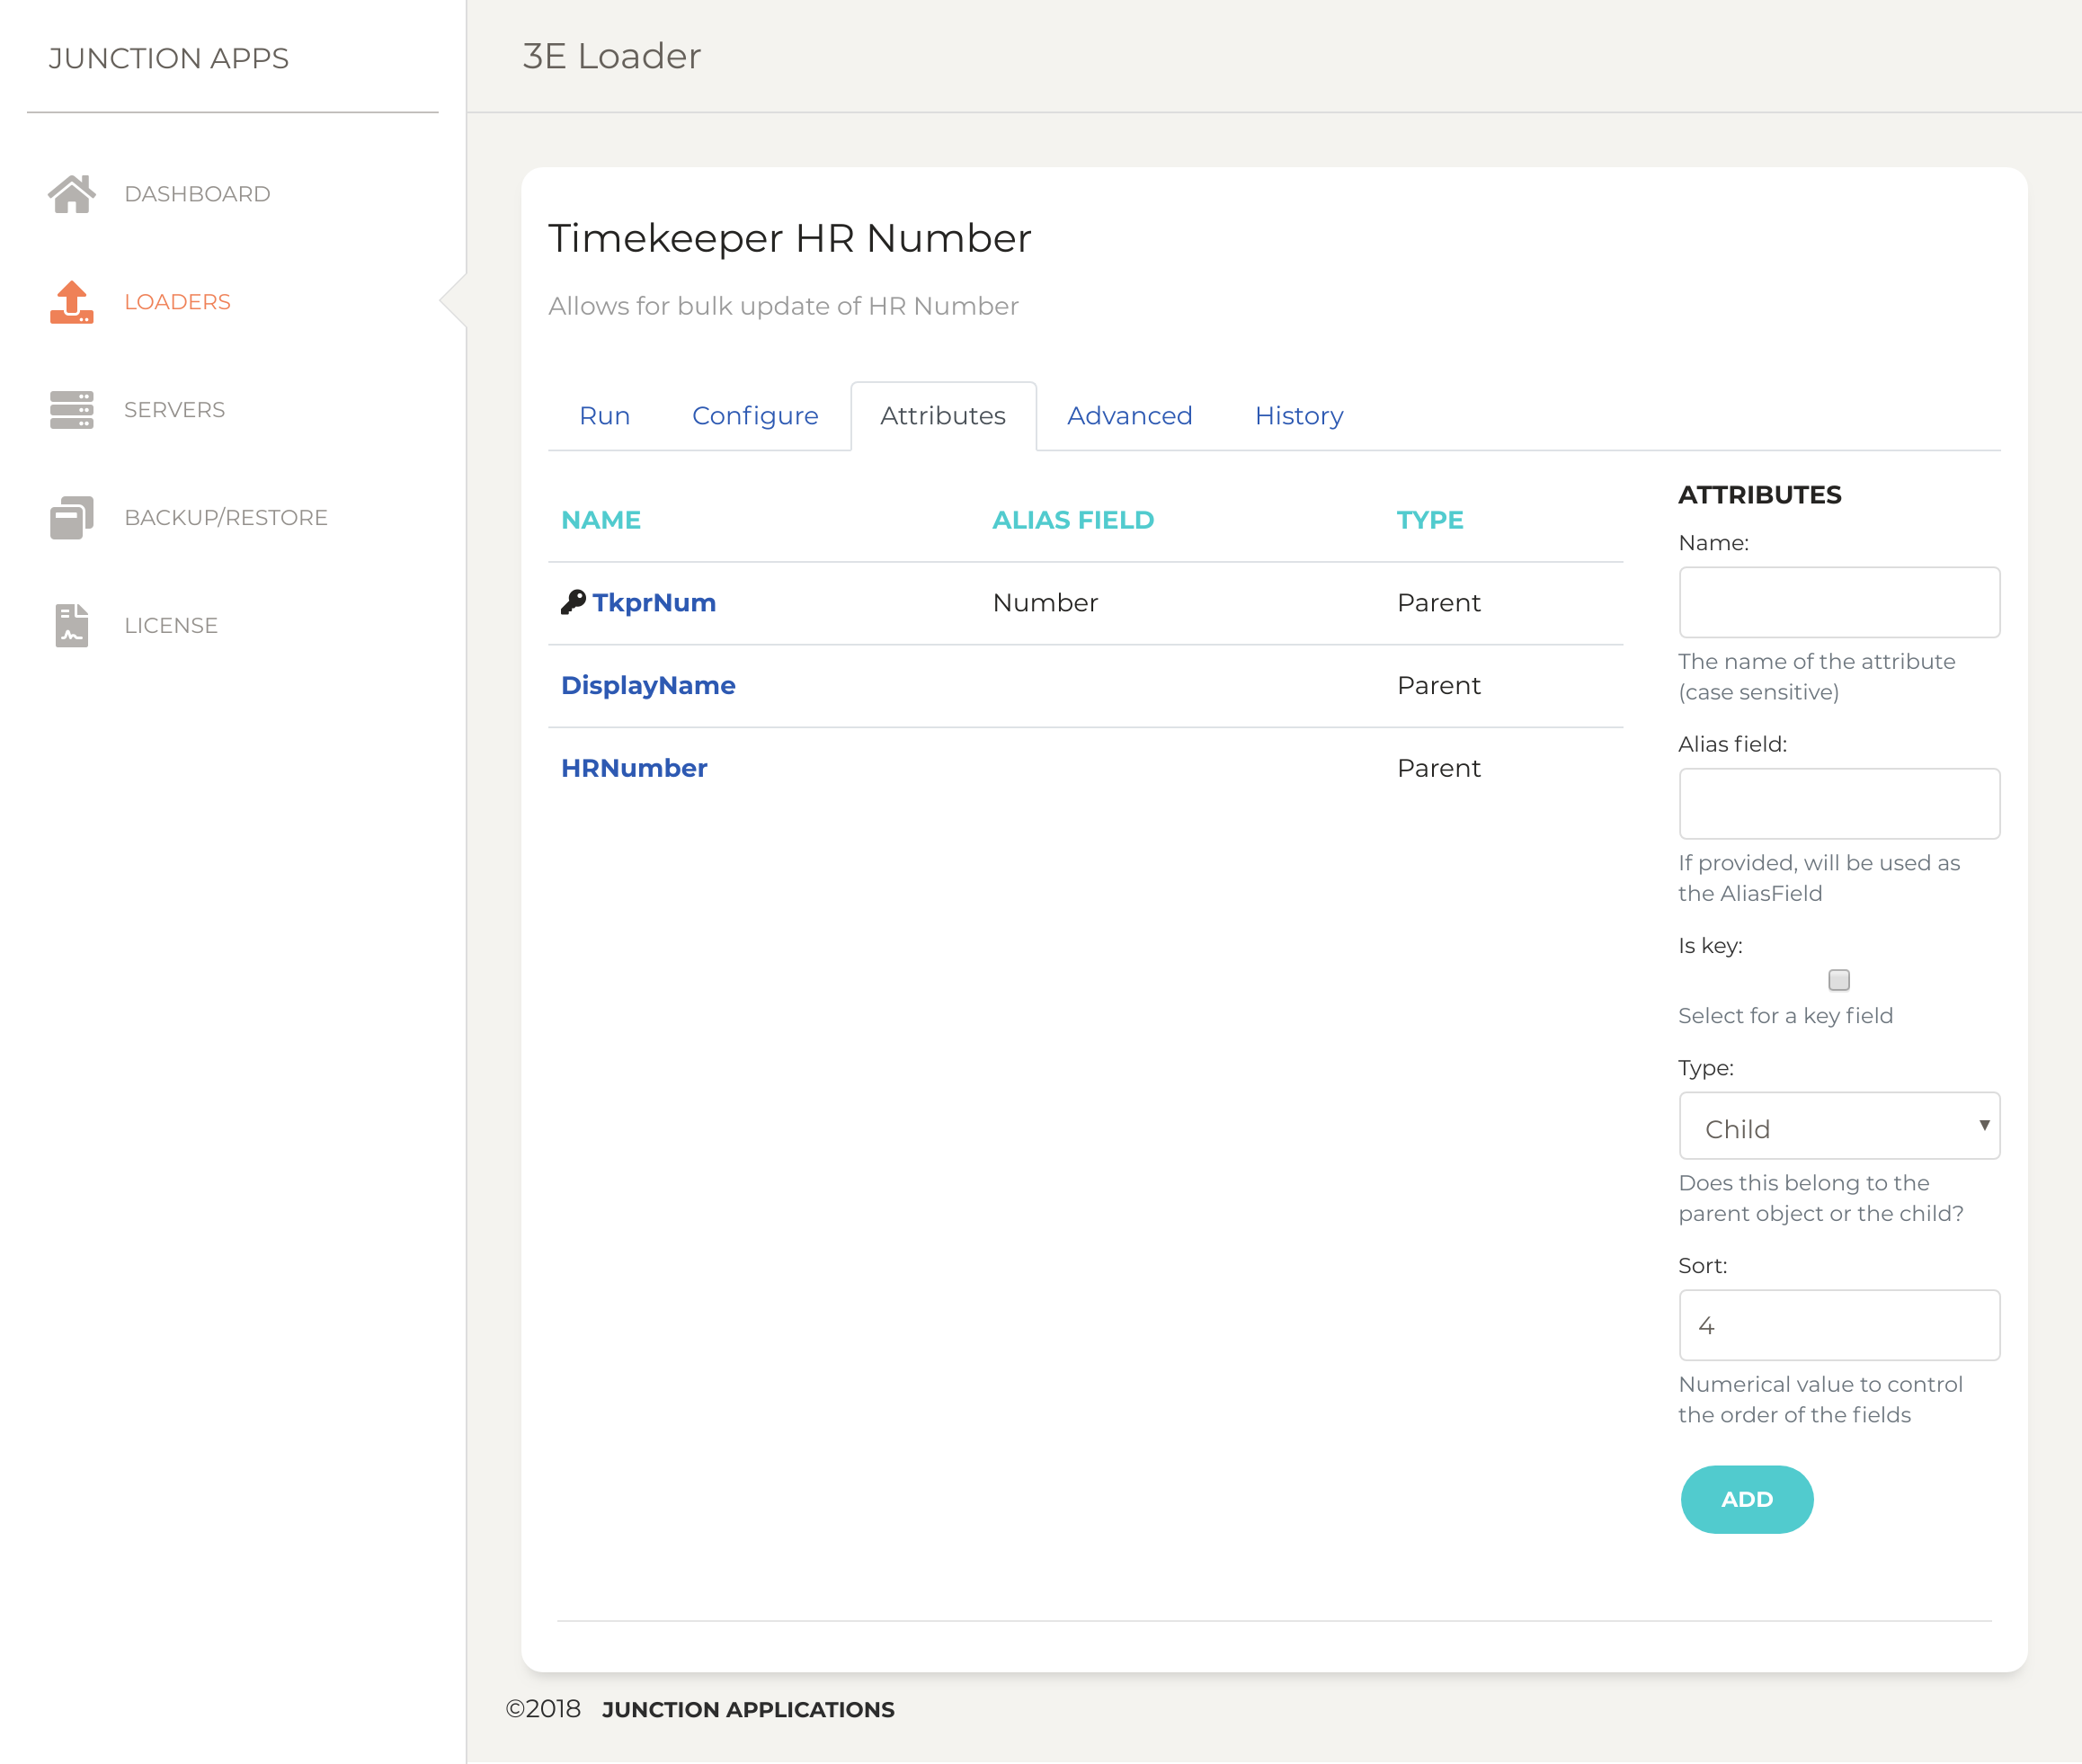 JUNCTION APPS
DASHBOARD
LOADERS
SERVERS
BACKUP/RESTORE
LICENSE
3E Loader
Timekeeper HR Number
Allows for bulk update of HR Number
Run Configure Attributes Advanced History
NAME ALIAS FIELD TYPE
TkprNum Number Parent
DisplayName Parent
HRNumber Parent
ATTRIBUTES
Name:
The name of the attribute
(case sensitive)
Alias field:
If provided, will be used as
the AliasField
Is key:
Select for a key field
Type:
Child
Does this belong to the
parent object or the child?
Sort:
4
Numerical value to control
the order of the fields
ADD
©2018 JUNCTION APPLICATIONS